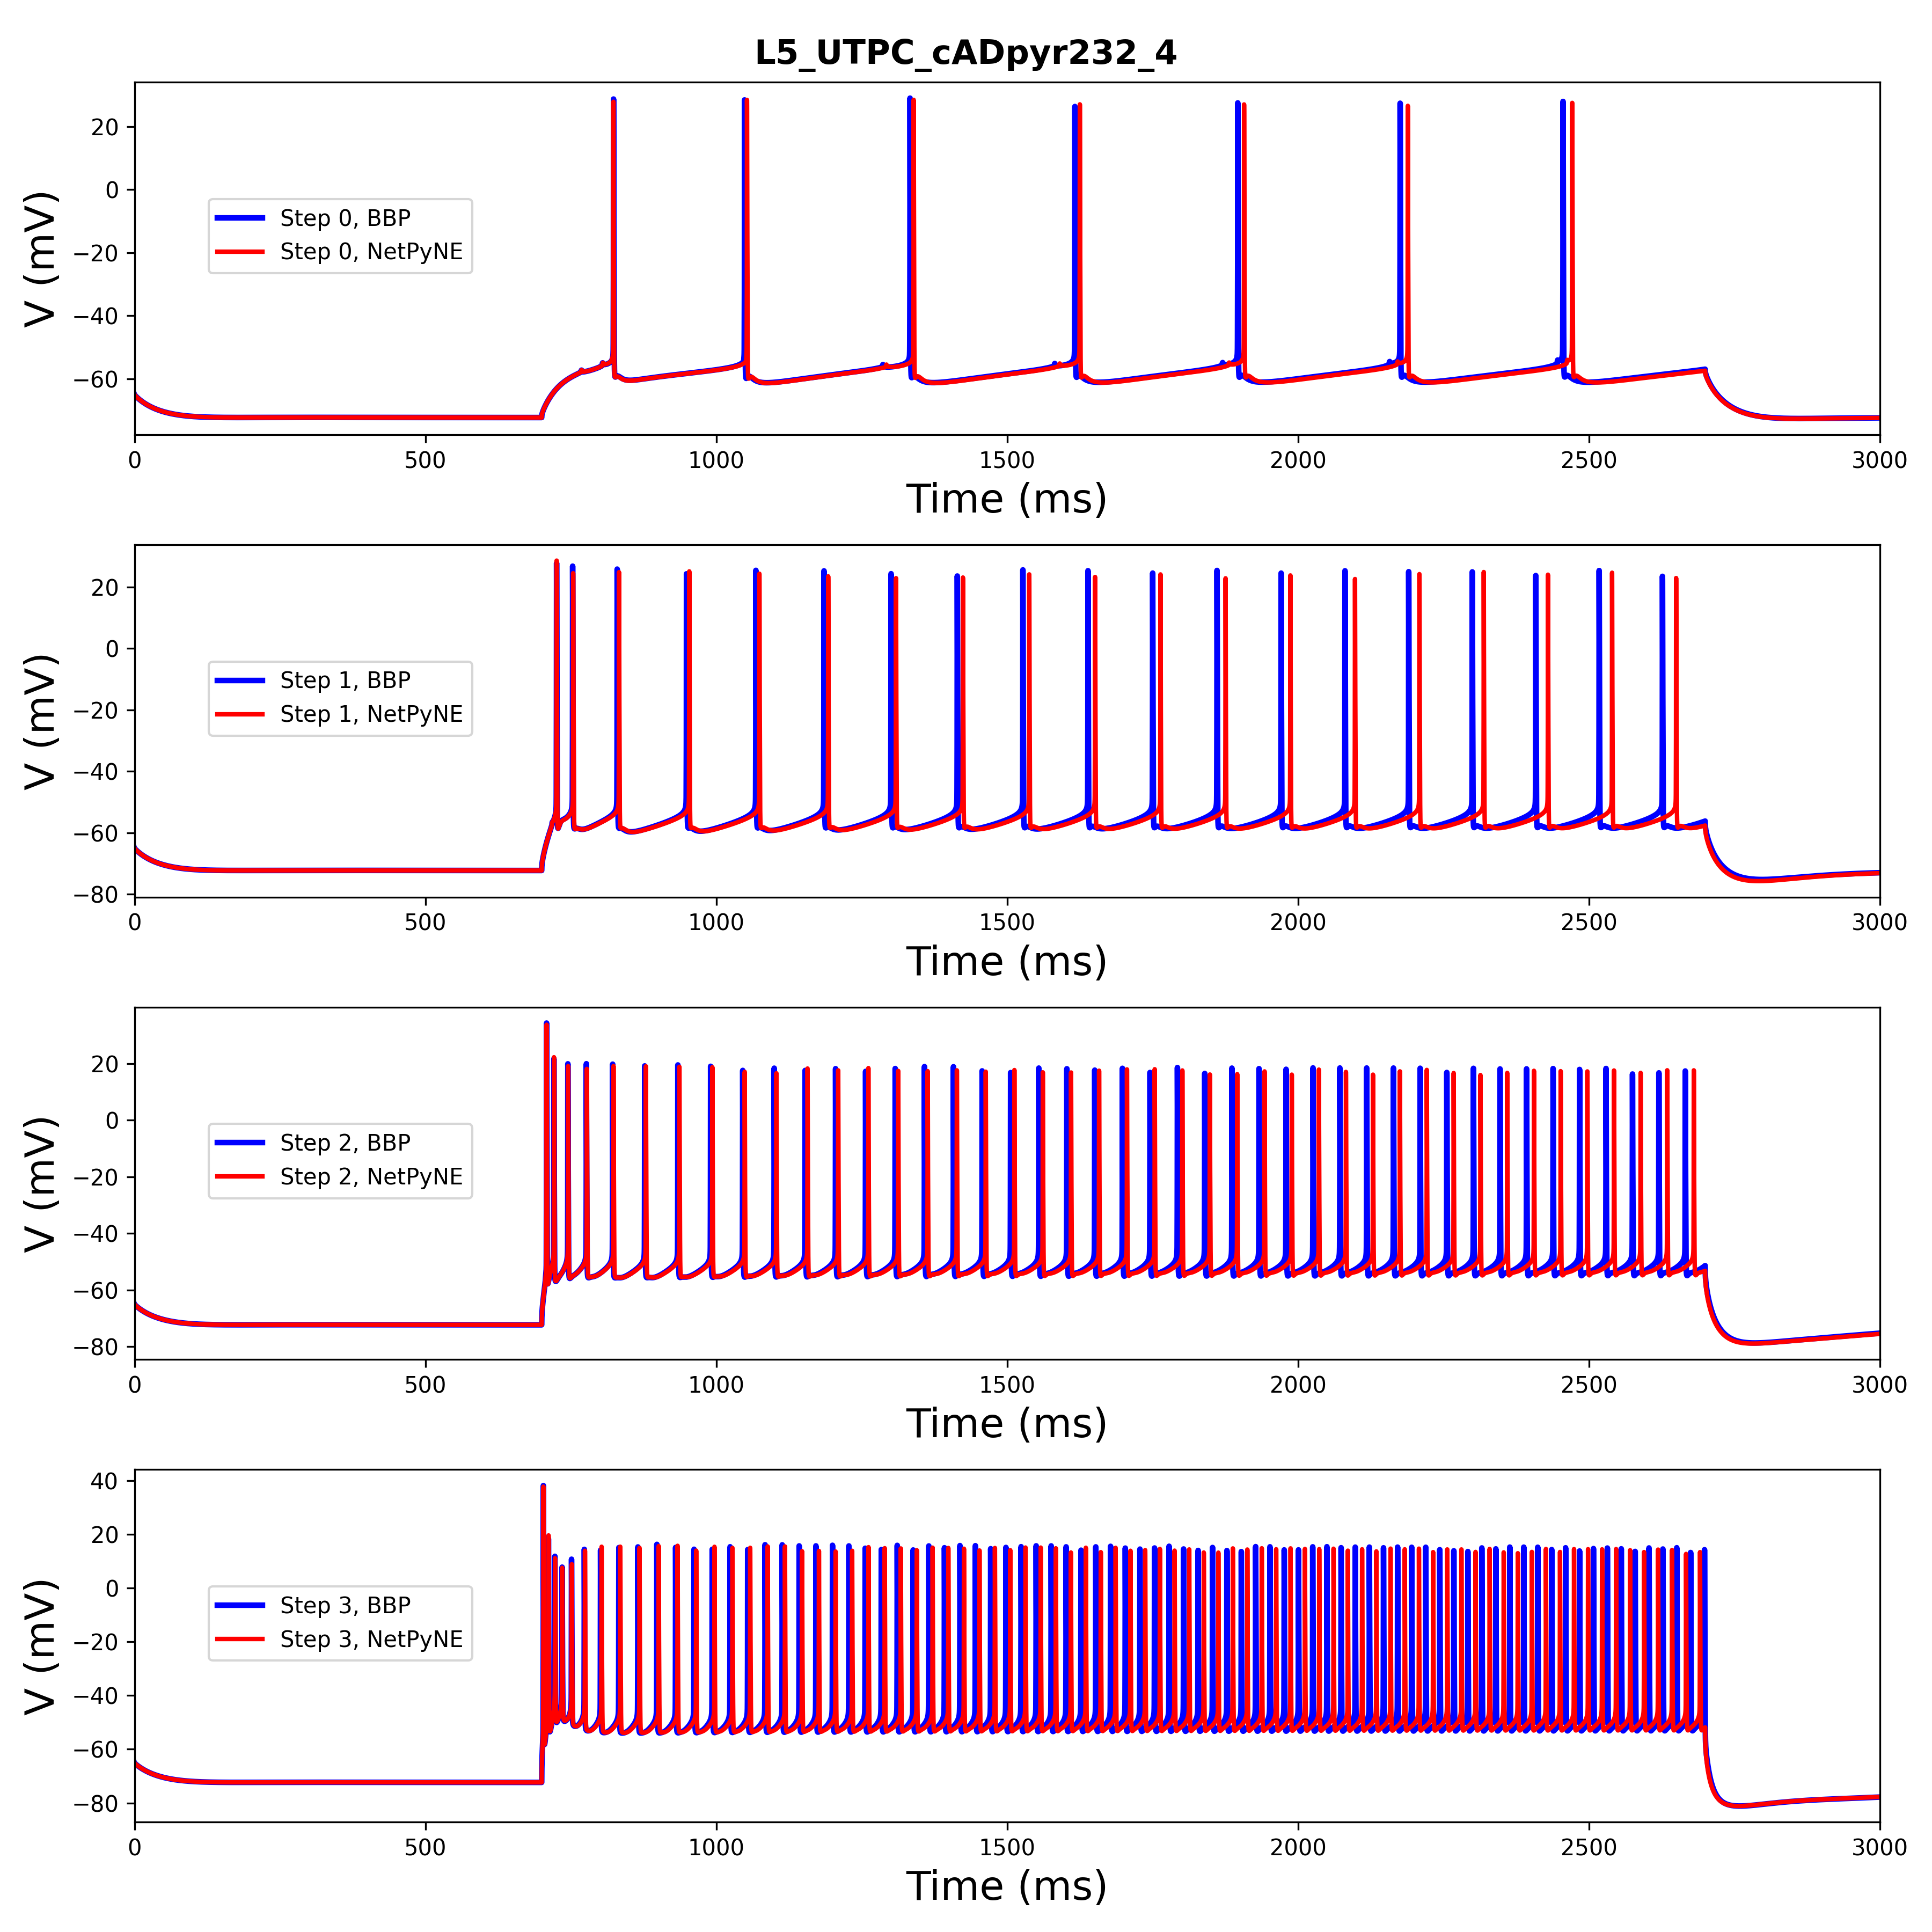 L5_UTPC_cADpyr232_4
V (mV)
20
0
−20
−40
−60
Step 0, BBP
Step 0, NetPyNE
0 500 1000 1500 2000 2500 3000
Time (ms)
V (mV)
20
0
−20
−40
−60
−80
Step 1, BBP
Step 1, NetPyNE
0 500 1000 1500 2000 2500 3000
Time (ms)
V (mV)
20
0
−20
−40
−60
−80
Step 2, BBP
Step 2, NetPyNE
0 500 1000 1500 2000 2500 3000
Time (ms)
V (mV)
40
20
0
−20
−40
−60
−80
Step 3, BBP
Step 3, NetPyNE
0 500 1000 1500 2000 2500 3000
Time (ms)